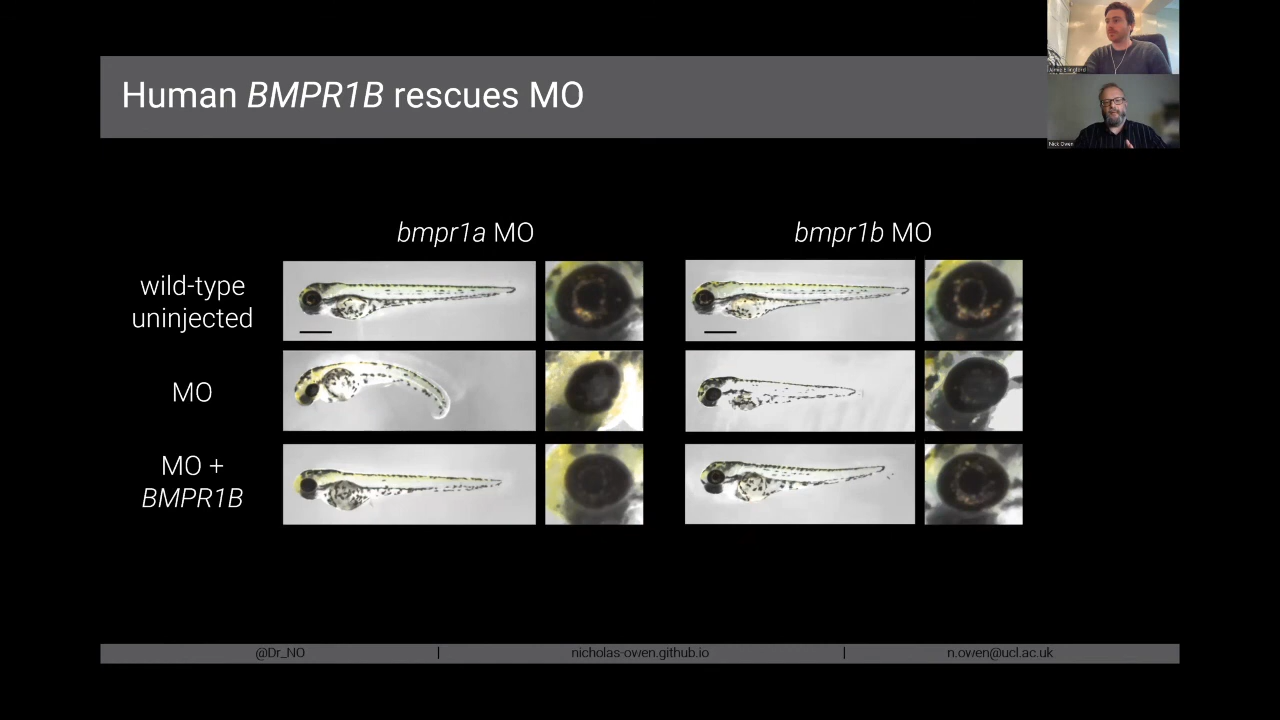 Human BMPR1B rescues MO
Nick Owen
bmpr1a MO
bmpr1b MO
wild-type
uninjected
MO
MO +
BMPR1B
@Dr_NO | nicholas-owen.github.io | n.owen@ucl.ac.uk